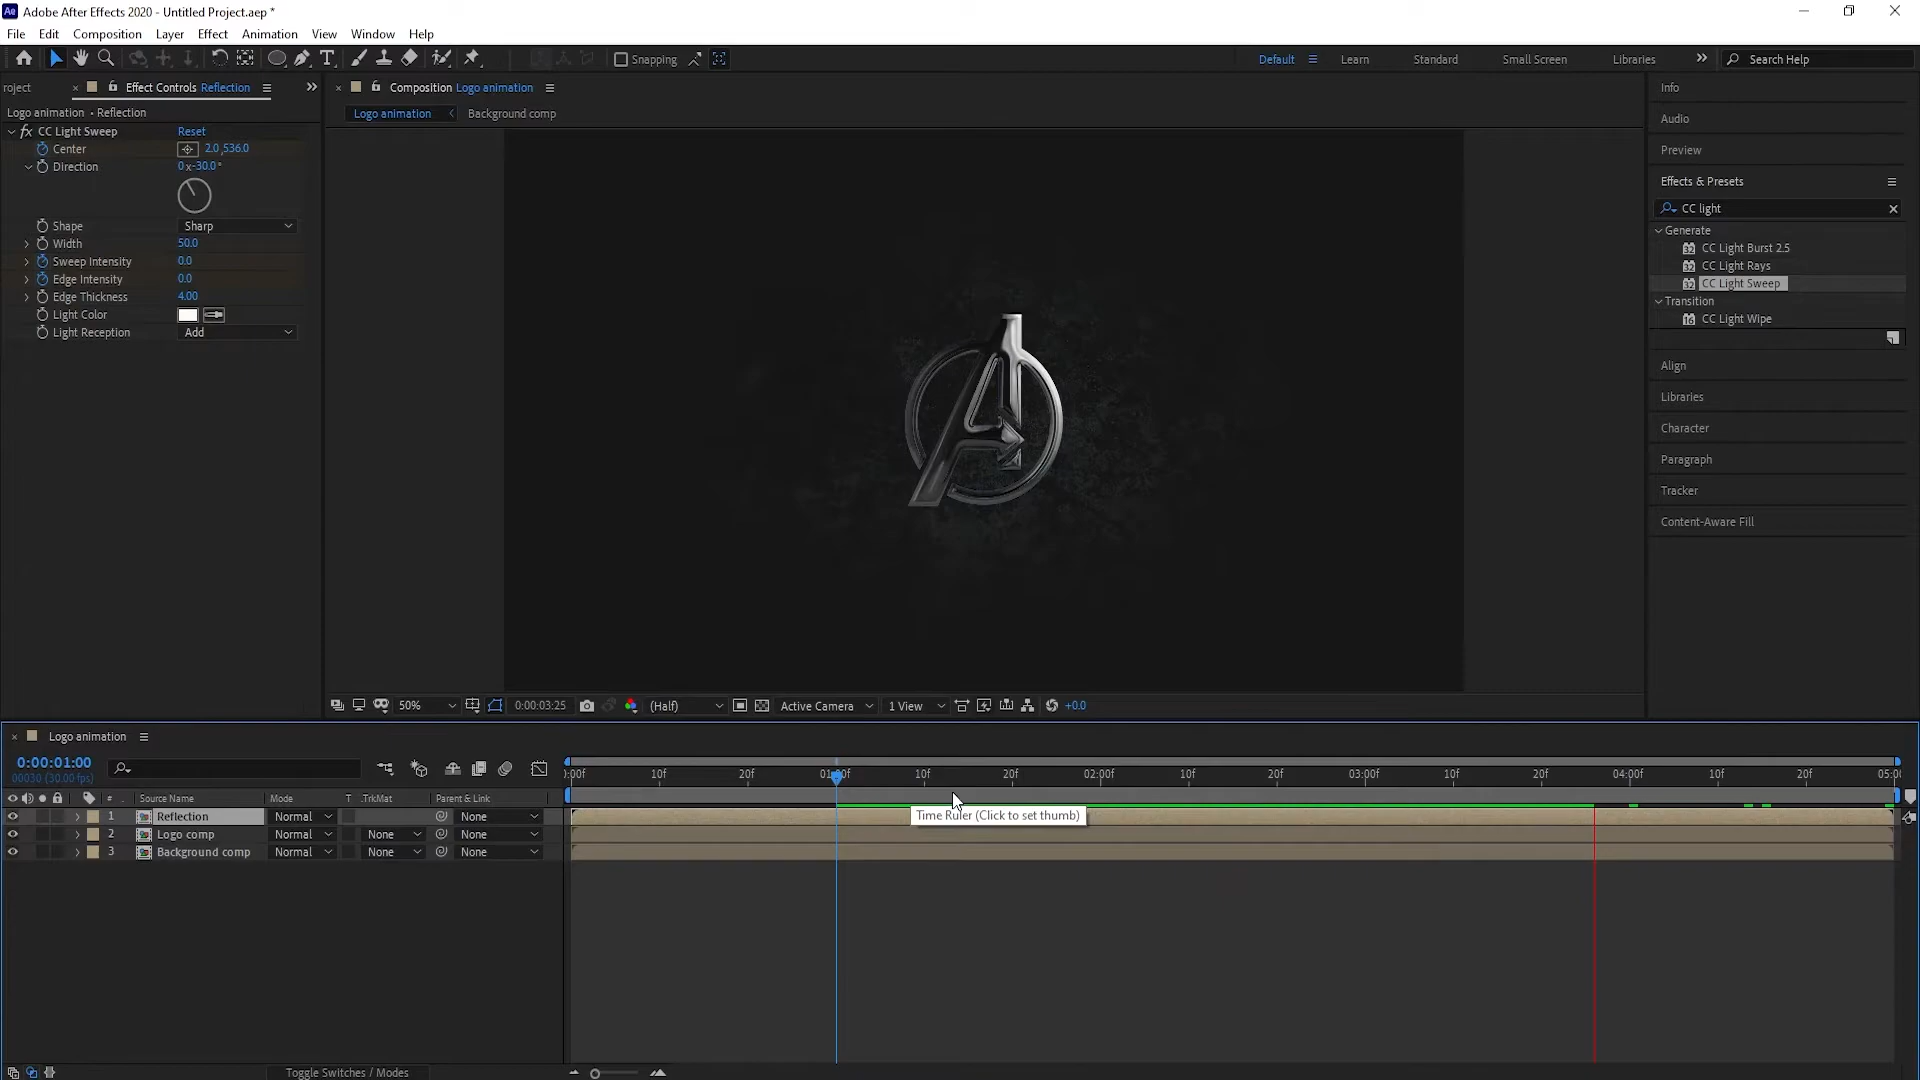 Adobe After Effects 2020 - Untitled Project.aep *
File Edit Composition Layer Effect Animation View Window Help
Snapping
Default Learn Standard Small Screen Libraries Search Help
roject Effect Controls Reflection
Logo animation • Reflection
fx CC Light Sweep Reset
Center 2.0,536.0
Direction 0x-30.0°
Shape Sharp
Width 50.0
Sweep Intensity 0.0
Edge Intensity 0.0
Edge Thickness 4.00
Light Color
Light Reception Add
Composition Logo animation
Logo animation Background comp
50% 0:00:03:25 (Half) Active Camera 1 View +0.0
Info
Audio
Preview
Effects & Presets
CC light
Generate
32 CC Light Burst 2.5
32 CC Light Rays
32 CC Light Sweep
Transition
16 CC Light Wipe
Align
Libraries
Character
Paragraph
Tracker
Content-Aware Fill
Logo animation
0:00:01:00
00030 (30.00 fps)
:00f 10f 20f 01:00f 10f 20f 02:00f 10f 20f 03:00f 10f 20f 04:00f 10f 20f 05:00
# Source Name Mode T .TrkMat Parent & Link
1 Reflection Normal None
2 Logo comp Normal None None
3 Background comp Normal None None
Time Ruler (Click to set thumb)
Toggle Switches / Modes